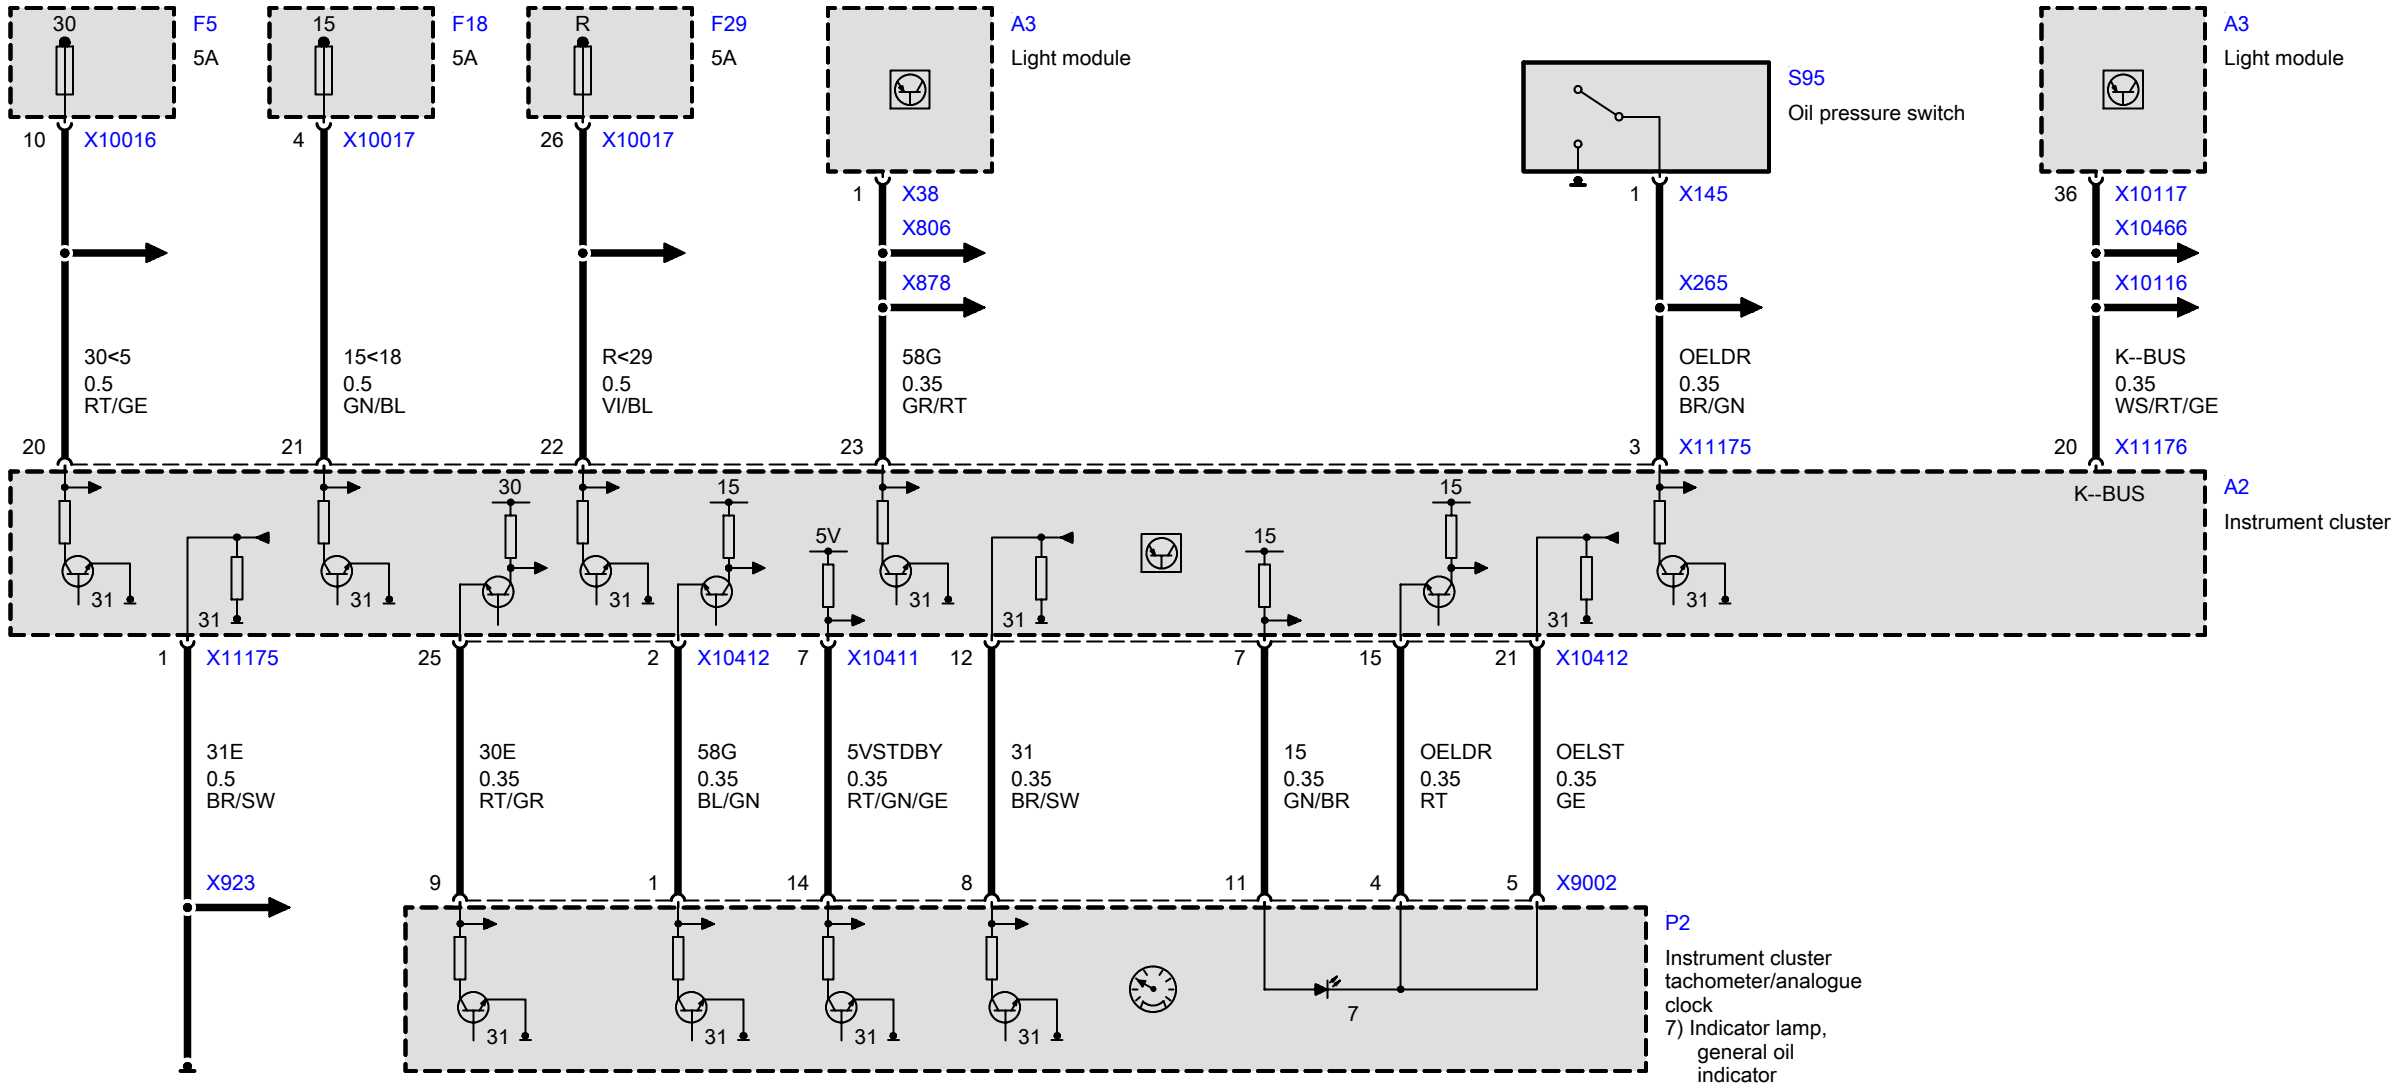 30 F5 15 F18 R F29 A3 A3
5A 5A 5A Light module Light module
S95
Oil pressure switch
10 X10016 4 X10017 26 X10017
1 X38 1 X145 36 X10117
X806 X10466
X878 X265 X10116
30<5 15<18 R<29 58G OELDR K--BUS
0.5 0.5 0.5 0.35 0.35 0.35
RT/GE GN/BL VI/BL GR/RT BR/GN WS/RT/GE
20 21 22 23 3 X11175 20 X11176
30 15 15 K--BUS A2
Instrument cluster
5V 15
31 31 31 31 31
31 31 31
1 X11175 25 2 X10412 7 X10411 12 7 15 21 X10412
31E 30E 58G 5VSTDBY 31 15 OELDR OELST
0.5 0.35 0.35 0.35 0.35 0.35 0.35 0.35
BR/SW RT/GR BL/GN RT/GN/GE BR/SW GN/BR RT GE
X923 9 1 14 8 11 4 5 X9002
P2
Instrument cluster
tachometer/analogue
clock
7
7) Indicator lamp,
31 31 31 31
general oil
indicator